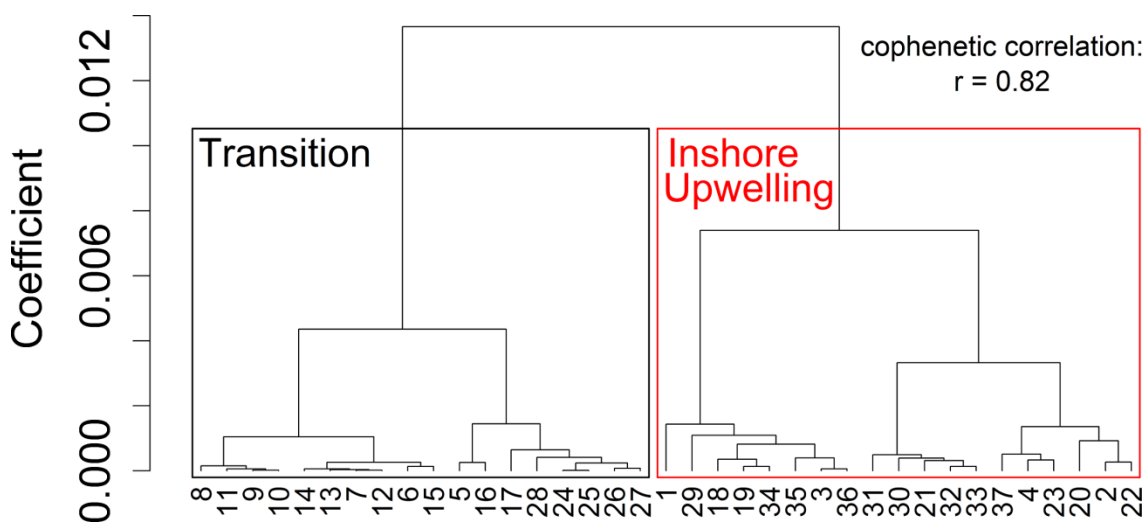 cophenetic correlation:
r = 0.82
Transition
Inshore
Upwelling
Coefficient
0.012
0.006
0.000
8 11 9 10 14 13 7 12 6 15 5 16 17 28 24 25 26 27 1 29 18 19 34 35 3 36 31 30 21 32 33 37 4 23 20 2 22